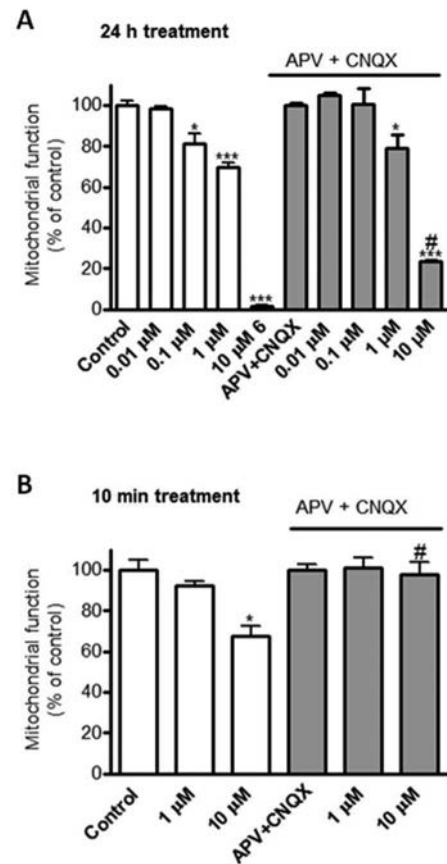 A
24 h treatment
APV + CNQX
Mitochondrial function
(% of control)
100
80
60
40
20
0
* *** *** * # ***
Control
0.01 µM
0.1 µM
1 µM
10 µM 6
APV+CNQX
0.01 µM
0.1 µM
1 µM
10 µM
B
10 min treatment
APV + CNQX
Mitochondrial function
(% of control)
100
80
60
40
20
0
* #
Control
1 µM
10 µM
APV+CNQX
1 µM
10 µM